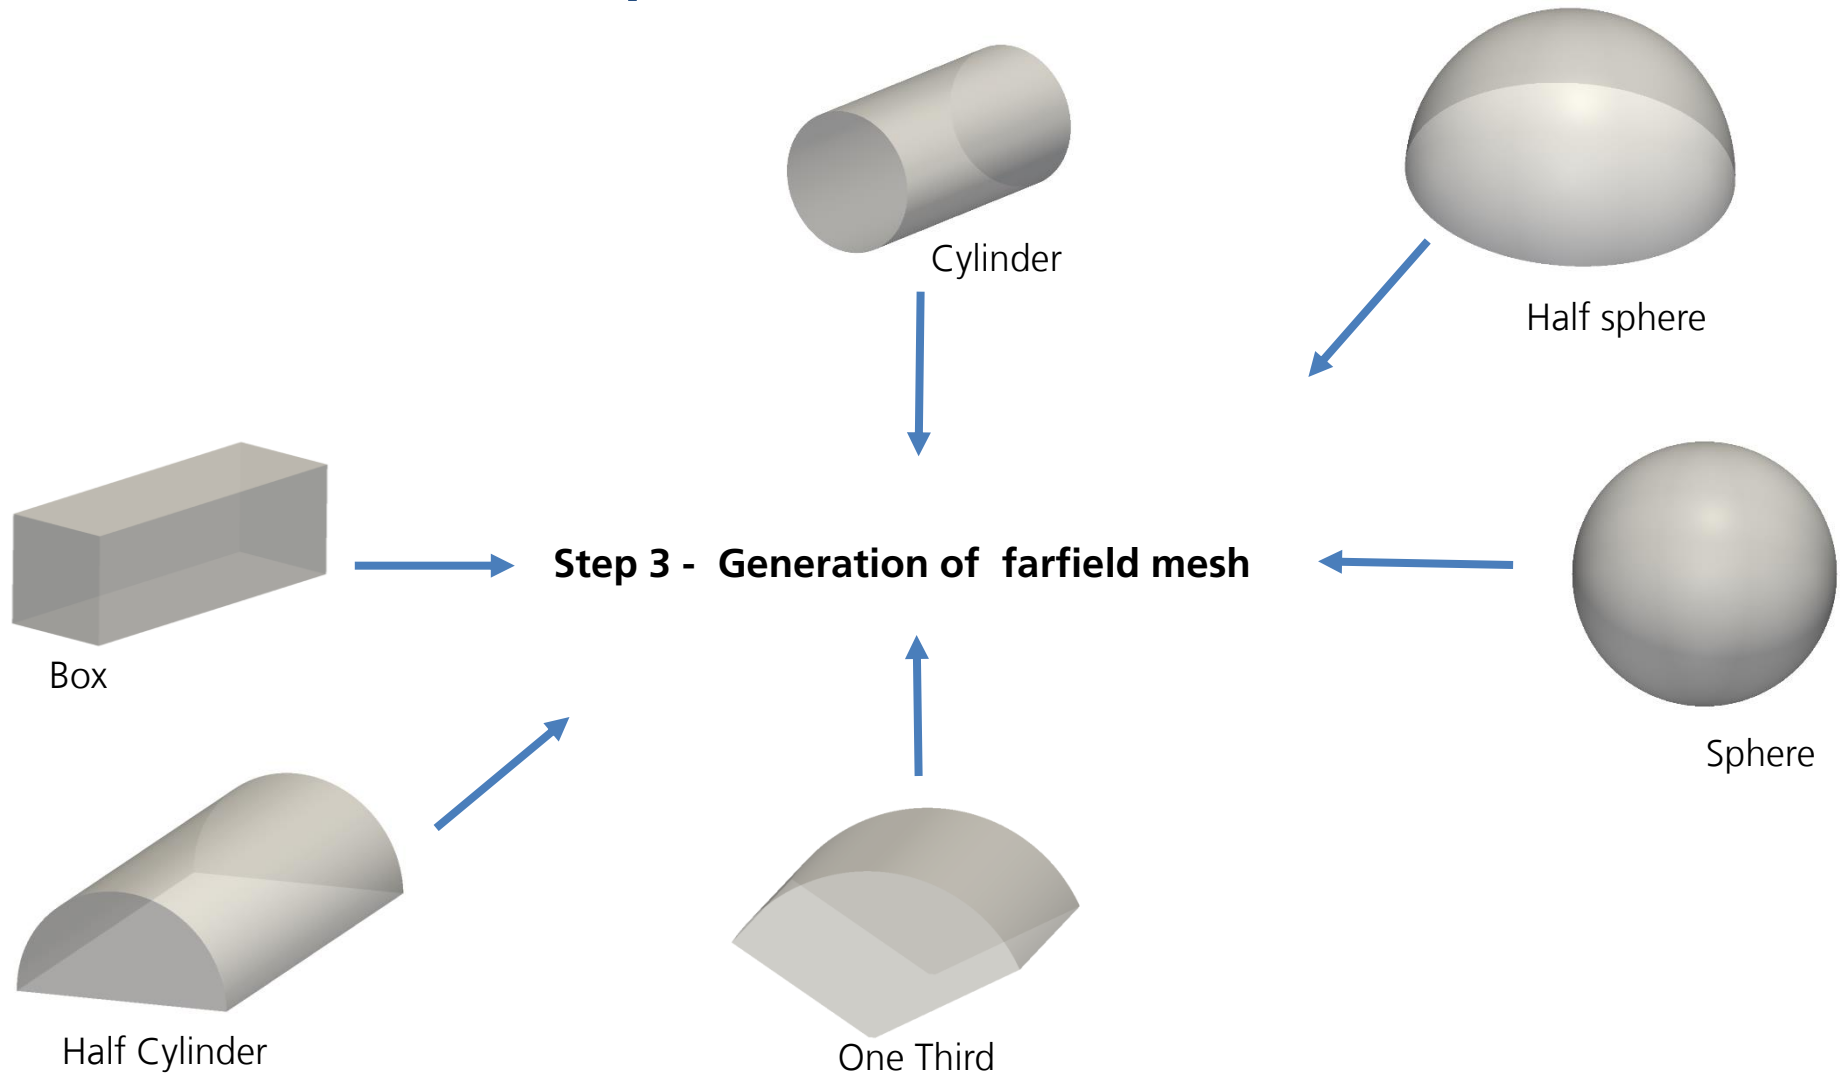 Cylinder
Half sphere
Step 3 - Generation of farfield mesh
Box
Sphere
Half Cylinder
One Third